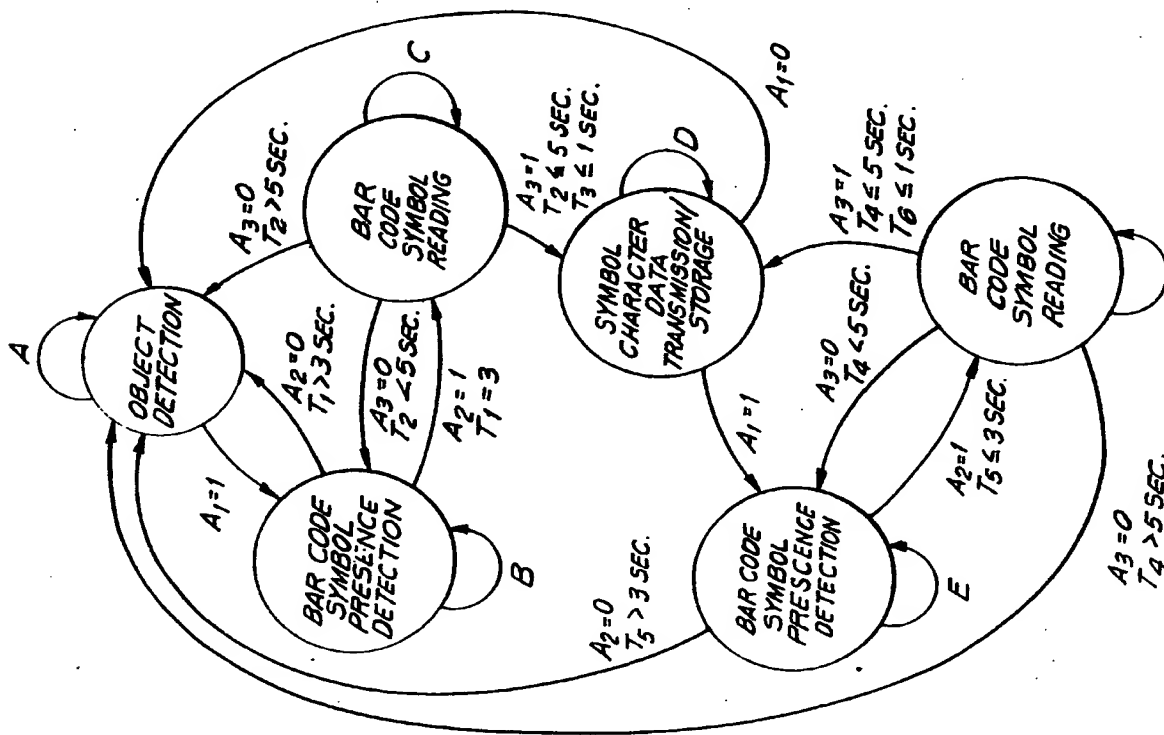 A
OBJECT
DETECTION
A1=1
A2=0
T1>3 SEC.
A3=0
T2>5 SEC.
C
BAR
CODE
SYMBOL
READING
A3=0
T2<5 SEC.
A2=1
T1=3
BAR CODE
SYMBOL
PRESENCE
DETECTION
B
A3=1
T2≤5 SEC.
T3≤1 SEC.
A1=0
D
SYMBOL
CHARACTER
DATA
TRANSMISSION/
STORAGE
A1=1
A2=0
T5>3 SEC.
BAR CODE
SYMBOL
PRESCENCE
DETECTION
E
A3=0
T4<5 SEC.
A2=1
T5≤3 SEC.
A3=1
T4≤5 SEC.
T6≤1 SEC.
BAR
CODE
SYMBOL
READING
A3=0
T4>5 SEC.